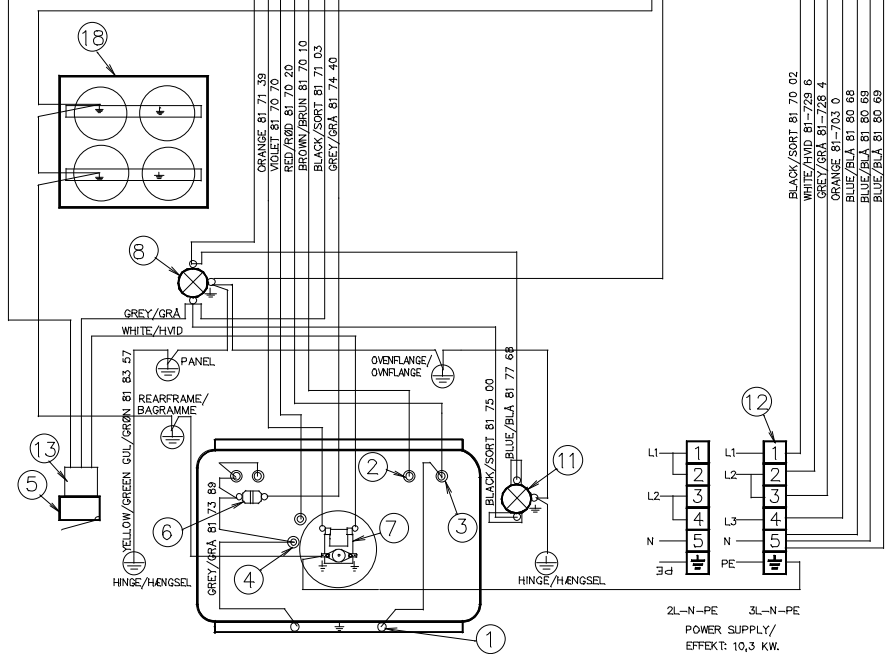 18
ORANGE 81 71 39
VIOLET 81 70 70
RED/RØD 81 70 20
BROWN/BRUN 81 70 10
BLACK/SORT 81 71 03
GREY/GRÅ 81 74 40
BLACK/SORT 81 70 02
WHITE/HVID 81-729 6
GREY/GRÅ 81-728 4
ORANGE 81-703 0
BLUE/BLÅ 81 80 68
BLUE/BLÅ 81 80 69
BLUE/BLÅ 81 80 69
8
GREY/GRÅ
WHITE/HVID
PANEL
OVENFLANGE/
OVNFLANGE
YELLOW/GREEN GUL/GRØN 81 83 57
REARFRAME/
BAGRAMME
BLACK/SORT 81 75 00
BLUE/BLÅ 81 77 68
12
13
5
2
11
3
6
7
4
GREY/GRÅ 81 73 89
HINGE/HÆNGSEL
HINGE/HÆNGSEL
1
L1 1
2
L2 3
4
N 5
PE
L1 1
L2 2
3
L3 4
N 5
PE
2L-N-PE 3L-N-PE
POWER SUPPLY/
EFFEKT: 10,3 KW.